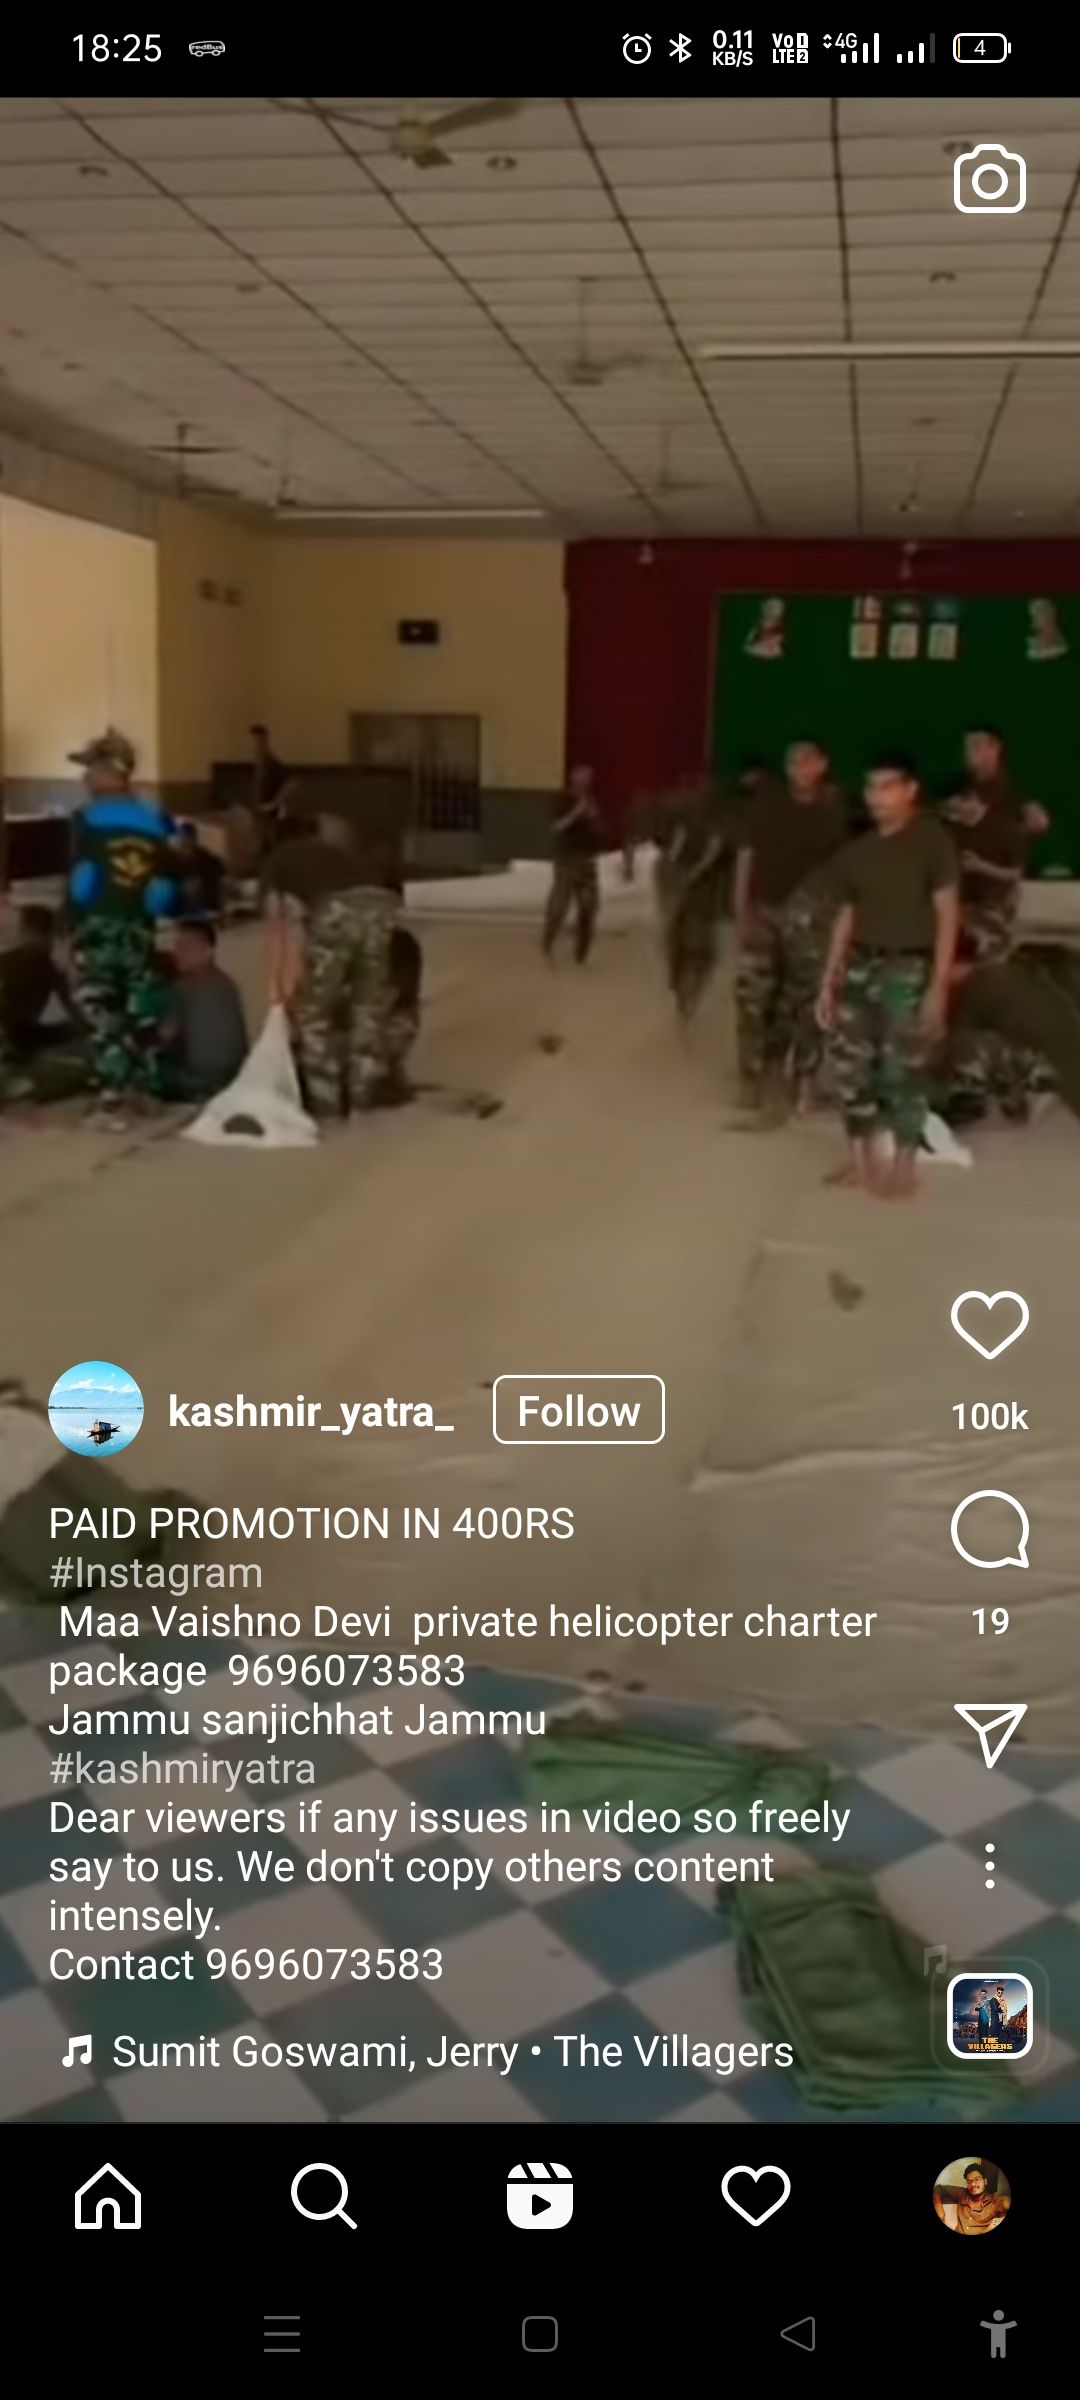 18:25
redBus
0.11
KB/S
VoD
LTE2
4G
4
kashmir_yatra_
Follow
100k
PAID PROMOTION IN 400RS
#Instagram
Maa Vaishno Devi  private helicopter charter
package  9696073583
19
Jammu sanjichhat Jammu
#kashmiryatra
Dear viewers if any issues in video so freely
say to us. We don't copy others content
intensely.
Contact 9696073583
Sumit Goswami, Jerry • The Villagers
THE
VILLAGERS